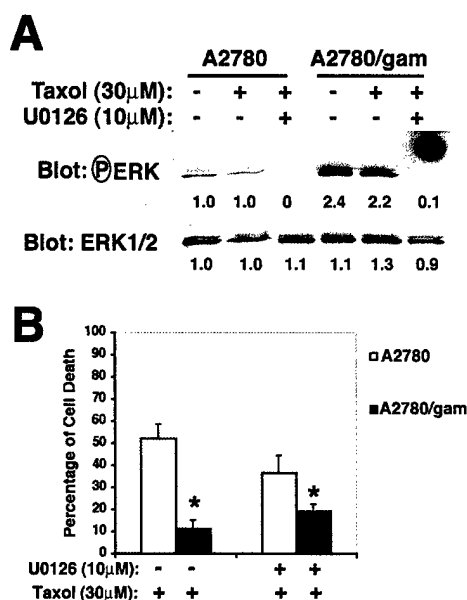 A
A2780 A2780/gam
Taxol (30μM): - + + - + +
U0126 (10μM): - - + - - +
Blot: ⓅERK
1.0 1.0 0 2.4 2.2 0.1
Blot: ERK1/2
1.0 1.0 1.1 1.1 1.3 0.9
B
100
90
80
70
60
50
40
30
20
10
0
Percentage of Cell Death
* *
A2780
A2780/gam
U0126 (10μM): - - + +
Taxol (30μM): + + + +